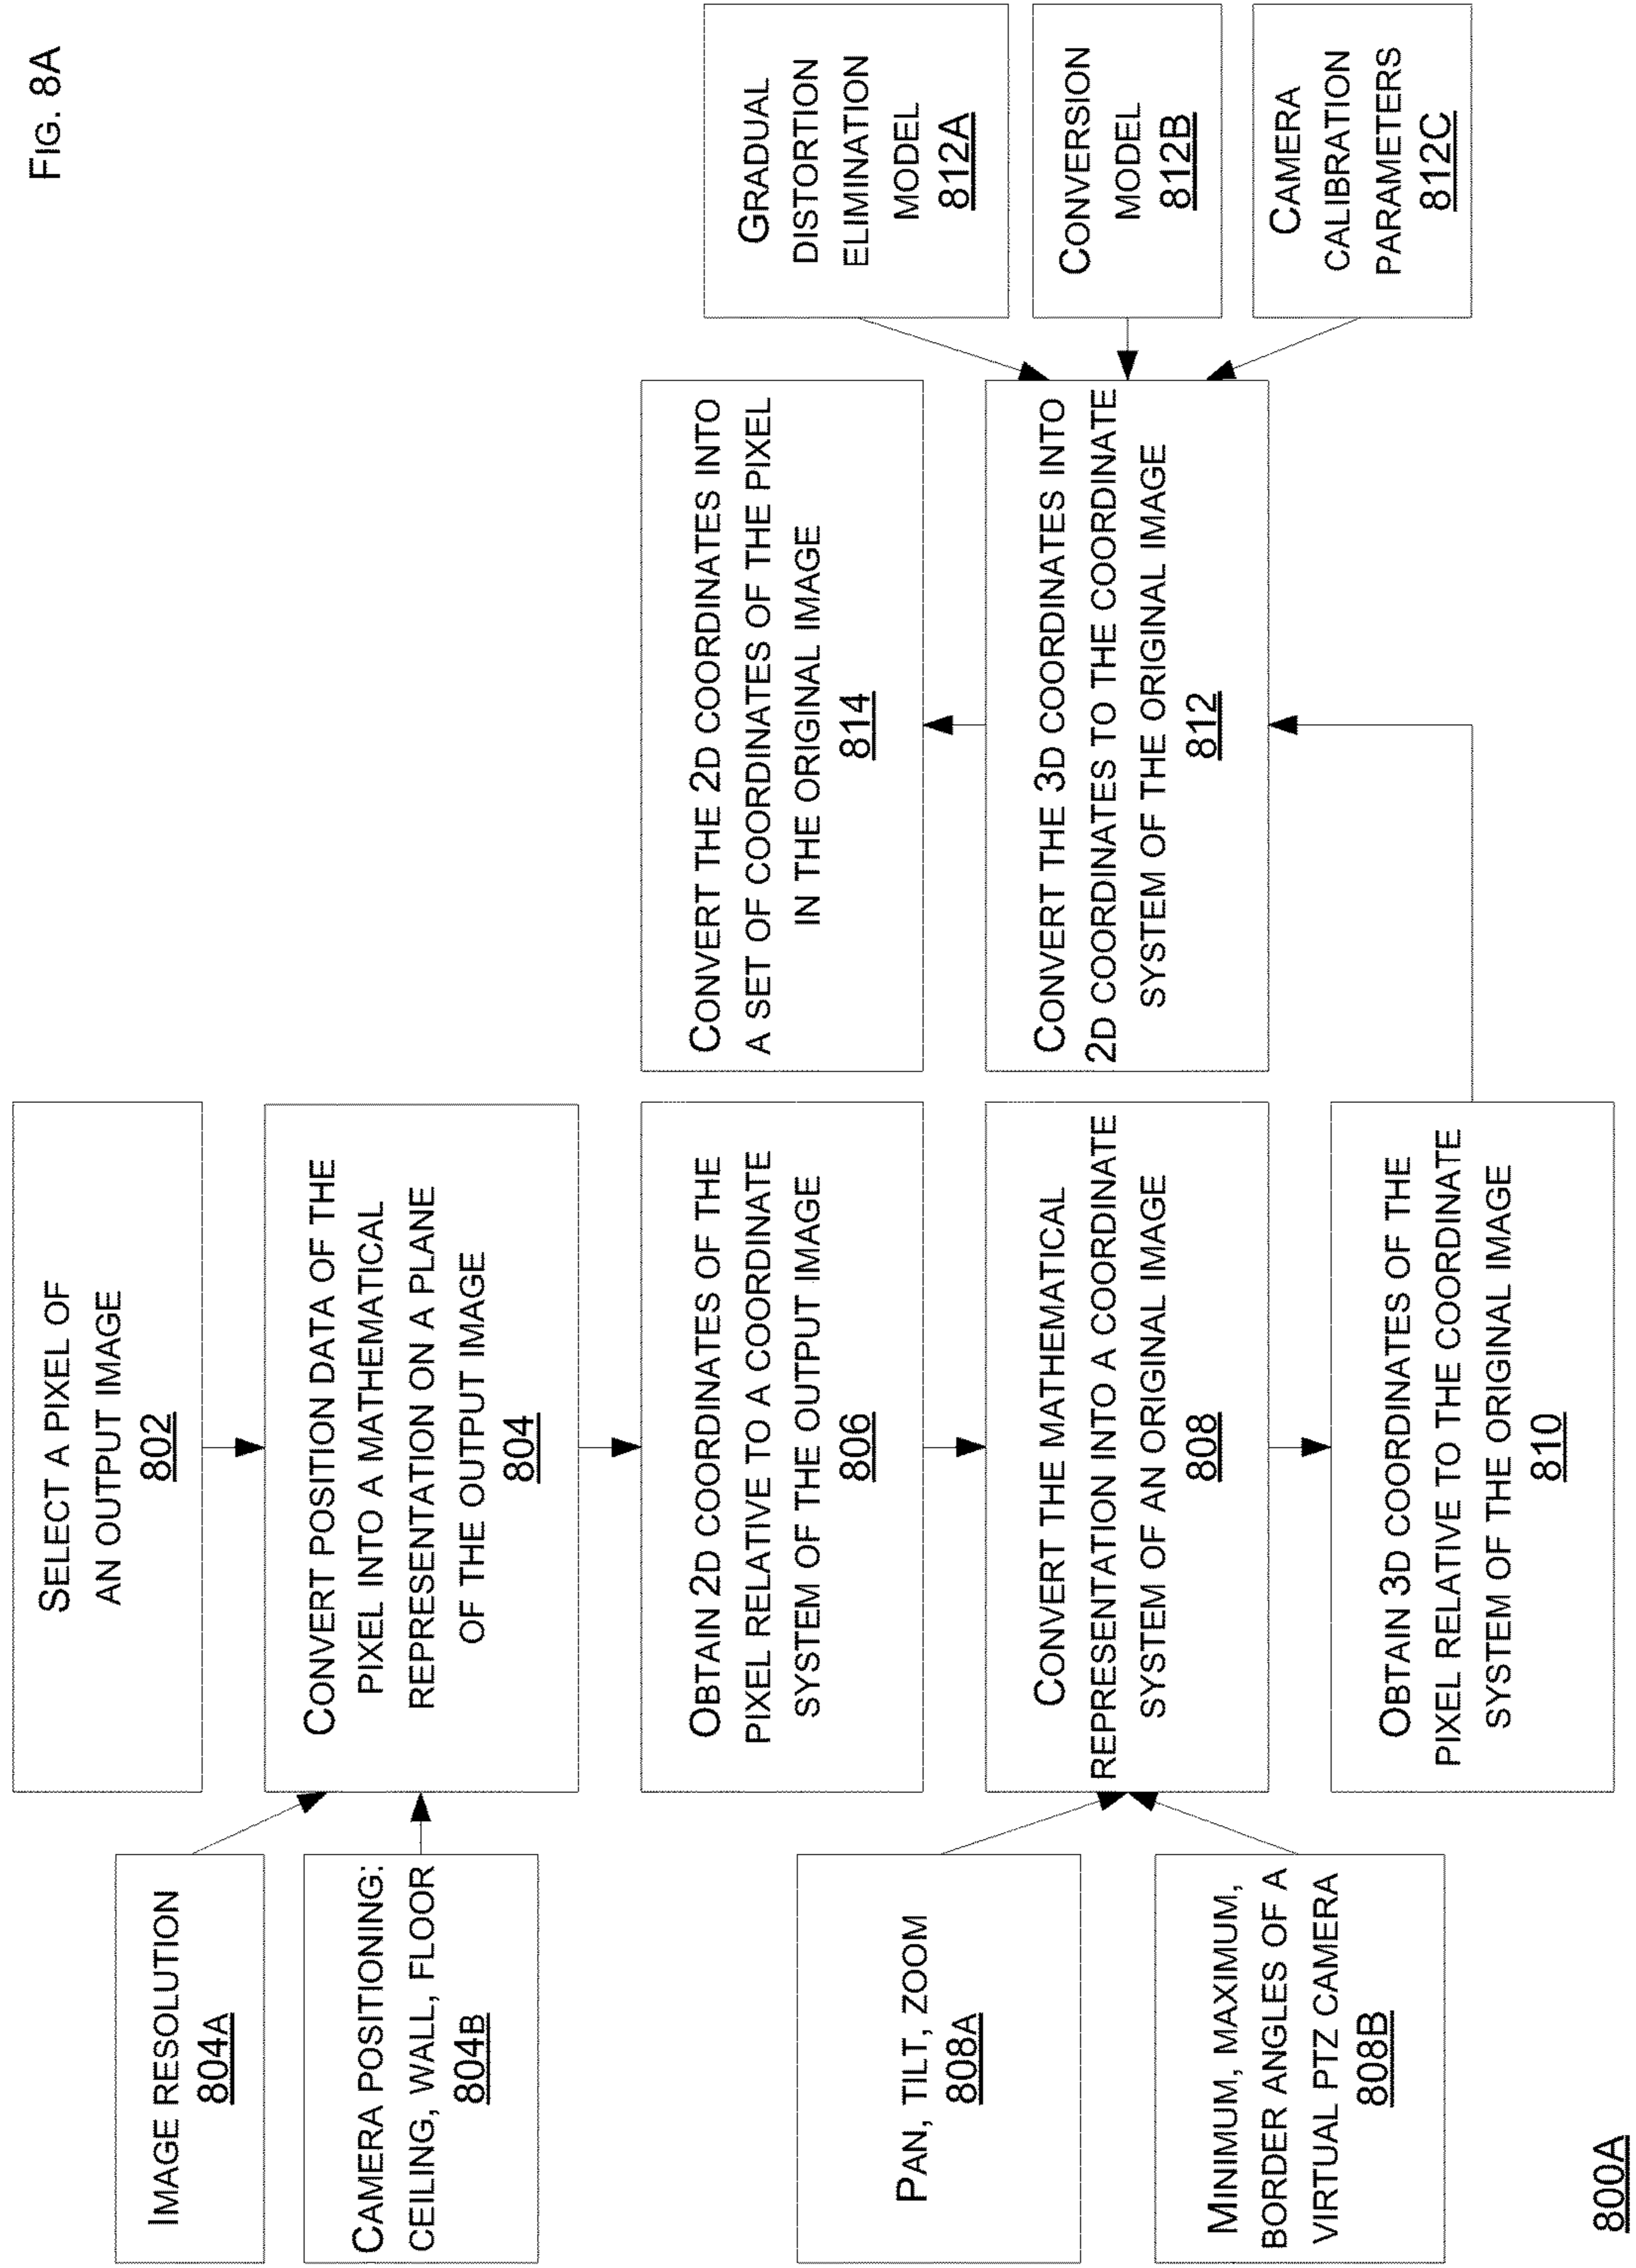 FIG. 8A
SELECT A PIXEL OF
AN OUTPUT IMAGE
802
IMAGE RESOLUTION
804A
CAMERA POSITIONING:
CEILING, WALL, FLOOR
804B
CONVERT POSITION DATA OF THE
PIXEL INTO A MATHEMATICAL
REPRESENTATION ON A PLANE
OF THE OUTPUT IMAGE
804
OBTAIN 2D COORDINATES OF THE
PIXEL RELATIVE TO A COORDINATE
SYSTEM OF THE OUTPUT IMAGE
806
PAN, TILT, ZOOM
808A
MINIMUM, MAXIMUM,
BORDER ANGLES OF A
VIRTUAL PTZ CAMERA
808B
CONVERT THE MATHEMATICAL
REPRESENTATION INTO A COORDINATE
SYSTEM OF AN ORIGINAL IMAGE
808
OBTAIN 3D COORDINATES OF THE
PIXEL RELATIVE TO THE COORDINATE
SYSTEM OF THE ORIGINAL IMAGE
810
CONVERT THE 3D COORDINATES INTO
2D COORDINATES TO THE COORDINATE
SYSTEM OF THE ORIGINAL IMAGE
812
GRADUAL
DISTORTION
ELIMINATION
MODEL
812A
CONVERSION
MODEL
812B
CAMERA
CALIBRATION
PARAMETERS
812C
CONVERT THE 2D COORDINATES INTO
A SET OF COORDINATES OF THE PIXEL
IN THE ORIGINAL IMAGE
814
800A